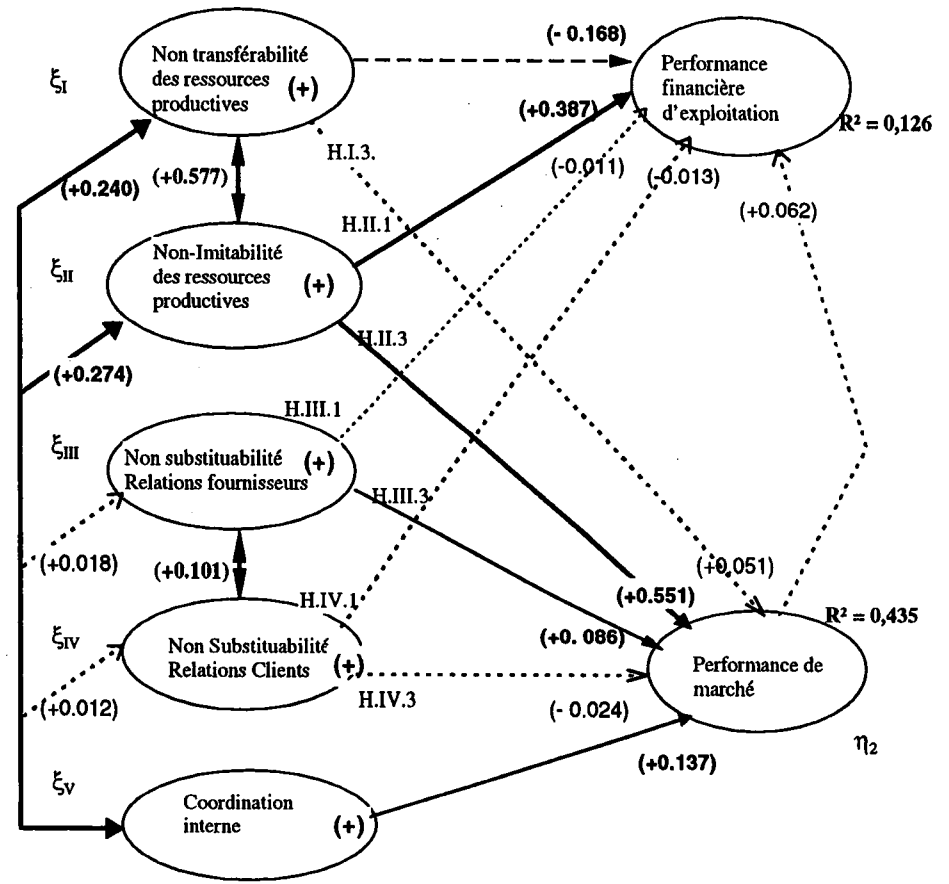 ξI
Non transférabilité
des ressources
productives
(+)
(- 0.168)
Performance
financière
d'exploitation
R² = 0,126
(+0.387)
(-0.011)
(-0.013)
(+0.062)
H.I.3.
(+0.240)
(+0.577)
H.II.1
ξII
Non-Imitabilité
des ressources
productives
(+)
H.II.3
(+0.274)
H.III.1
ξIII
Non substituabilité
Relations fournisseurs
(+)
H.III.3
(+0.018)
(+0.101)
(+0.051)
H.IV.1
(+0.551)
R² = 0,435
ξIV
Non Substituabilité
Relations Clients
(+)
(+0. 086)
Performance de
marché
H.IV.3
(- 0.024)
(+0.012)
η2
(+0.137)
ξV
Coordination
interne
(+)